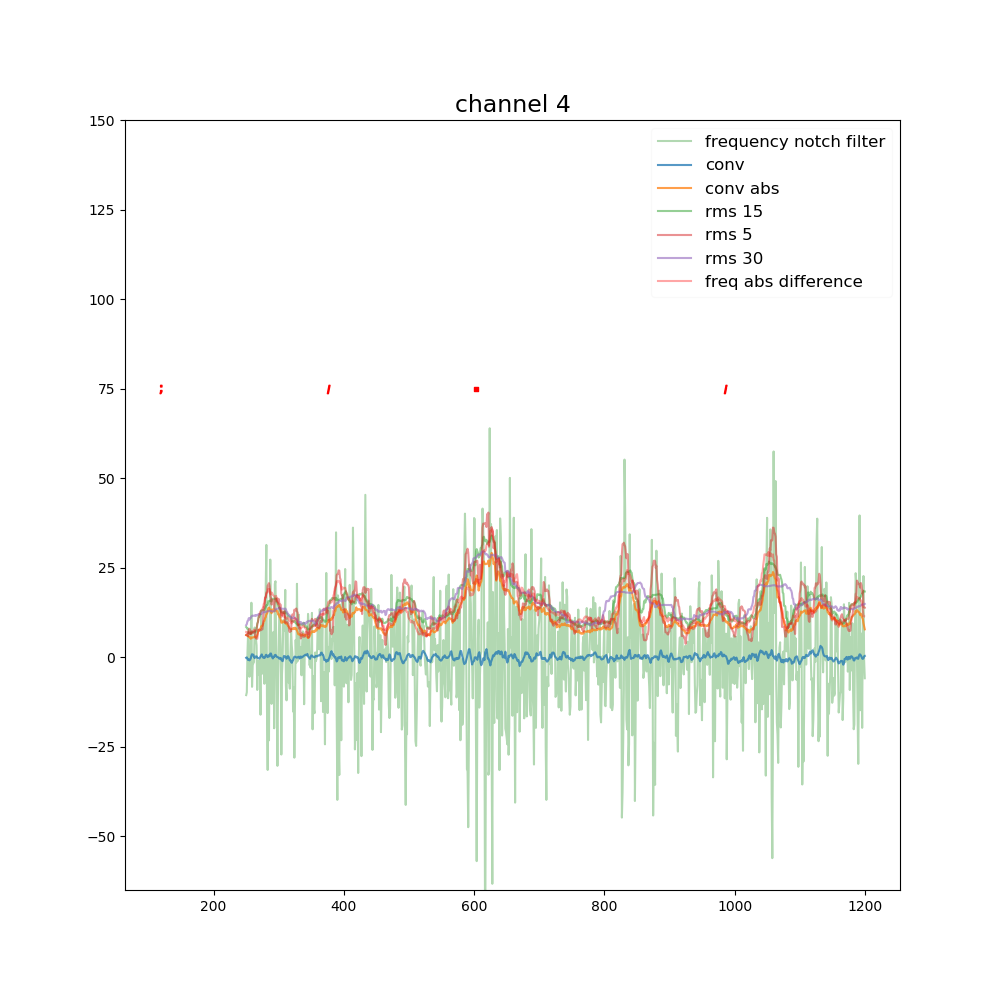 channel 4
150
125
100
75
50
25
0
−25
−50
frequency notch filter
conv
conv abs
rms 15
rms 5
rms 30
freq abs difference
; / . /
200 400 600 800 1000 1200